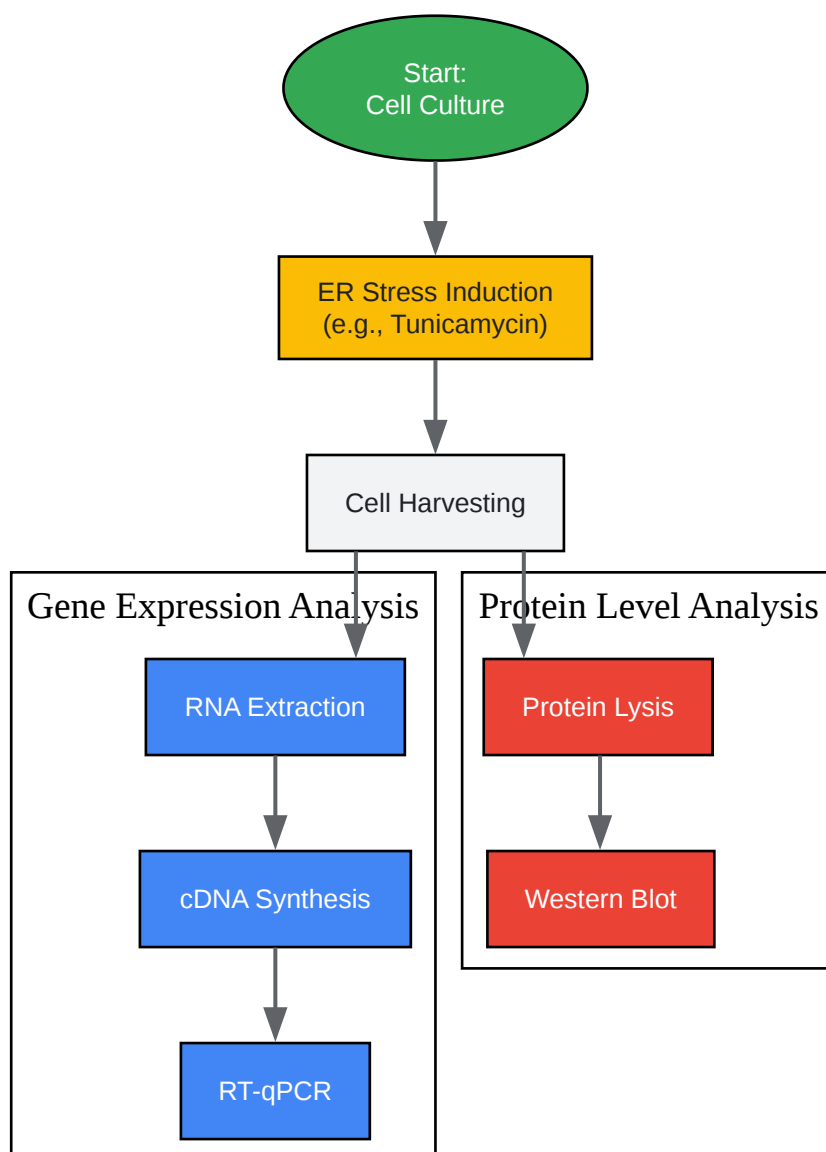 Start:
Cell Culture
ER Stress Induction
(e.g., Tunicamycin)
Cell Harvesting
Gene Expression Analysis
RNA Extraction
cDNA Synthesis
RT-qPCR
Protein Level Analysis
Protein Lysis
Western Blot